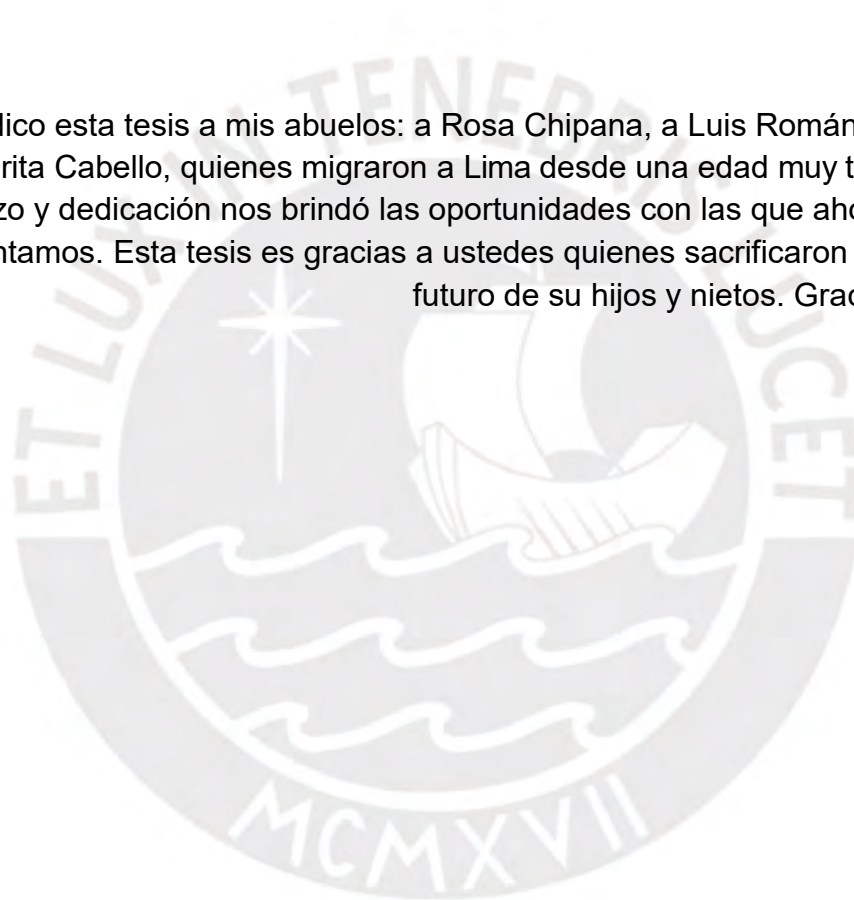 lico esta tesis a mis abuelos: a Rosa Chipana, a Luis Román
rita Cabello, quienes migraron a Lima desde una edad muy t
zo y dedicación nos brindó las oportunidades con las que aho
ntamos. Esta tesis es gracias a ustedes quienes sacrificaron
futuro de su hijos y nietos. Grac
ET LUX IN TENEBRIS LUCET
MCMXVII